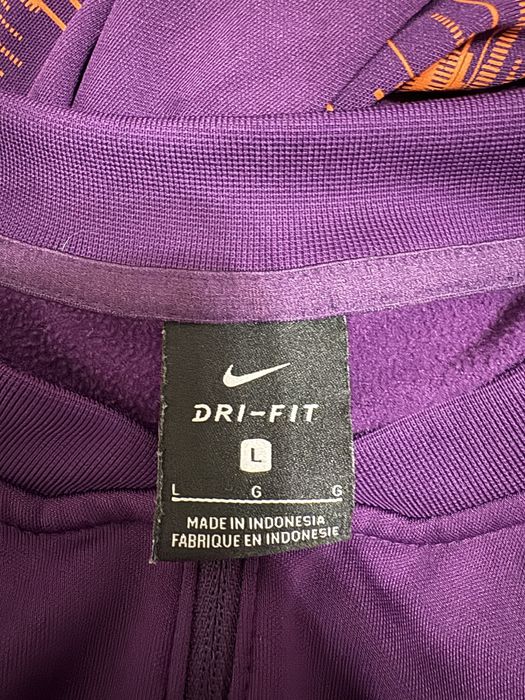 DRI-FIT
L
L G G
MADE IN INDONESIA
FABRIQUE EN INDONESIE